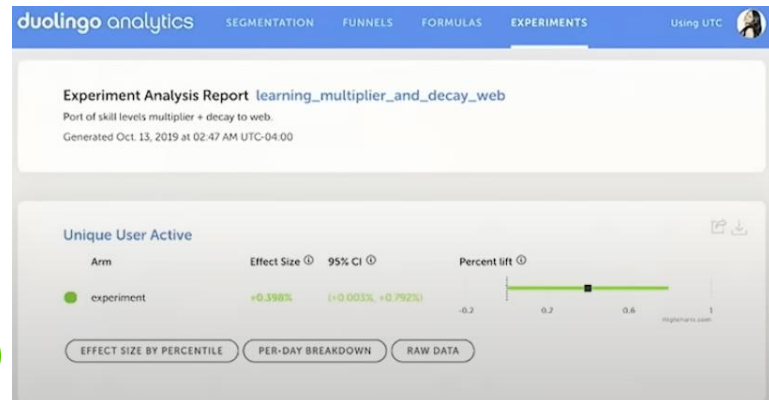 duolingo analytics SEGMENTATION FUNNELS FORMULAS EXPERIMENTS Using UTC
Experiment Analysis Report learning_multiplier_and_decay_web
Port of skill levels multiplier + decay to web.
Generated Oct. 13, 2019 at 02:47 AM UTC-04:00
Unique User Active
Arm Effect Size 95% CI Percent lift
experiment +0.398% (+0.003%, +0.792%)
-0.2 0.2 0.6 1
Highcharts.com
EFFECT SIZE BY PERCENTILE PER-DAY BREAKDOWN RAW DATA